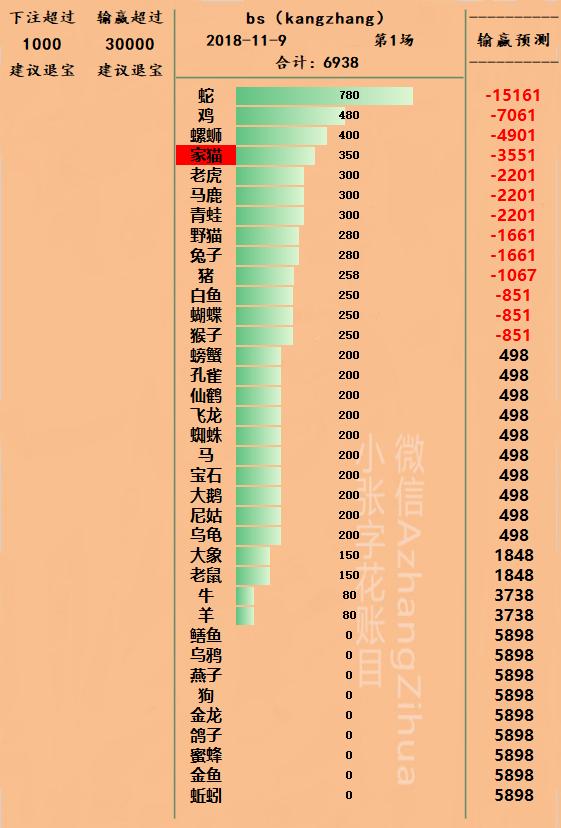 下注超过 输赢超过
1000 30000
建议退宝 建议退宝
bs（kangzhang）
2018-11-9 第1场
合计：6938
----------
输赢预测
----------
蛇 780 -15161
鸡 480 -7061
螺蛳 400 -4901
家猫 350 -3551
老虎 300 -2201
马鹿 300 -2201
青蛙 300 -2201
野猫 280 -1661
兔子 280 -1661
猪 258 -1067
白鱼 250 -851
蝴蝶 250 -851
猴子 250 -851
螃蟹 200 498
孔雀 200 498
仙鹤 200 498
飞龙 200 498
蜘蛛 200 498
马 200 498
宝石 200 498
大鹅 200 498
尼姑 200 498
乌龟 200 498
大象 150 1848
老鼠 150 1848
牛 80 3738
羊 80 3738
鳝鱼 0 5898
乌鸦 0 5898
燕子 0 5898
狗 0 5898
金龙 0 5898
鸽子 0 5898
蜜蜂 0 5898
金鱼 0 5898
蚯蚓 0 5898
微信AzhangZihua
小张字花账目